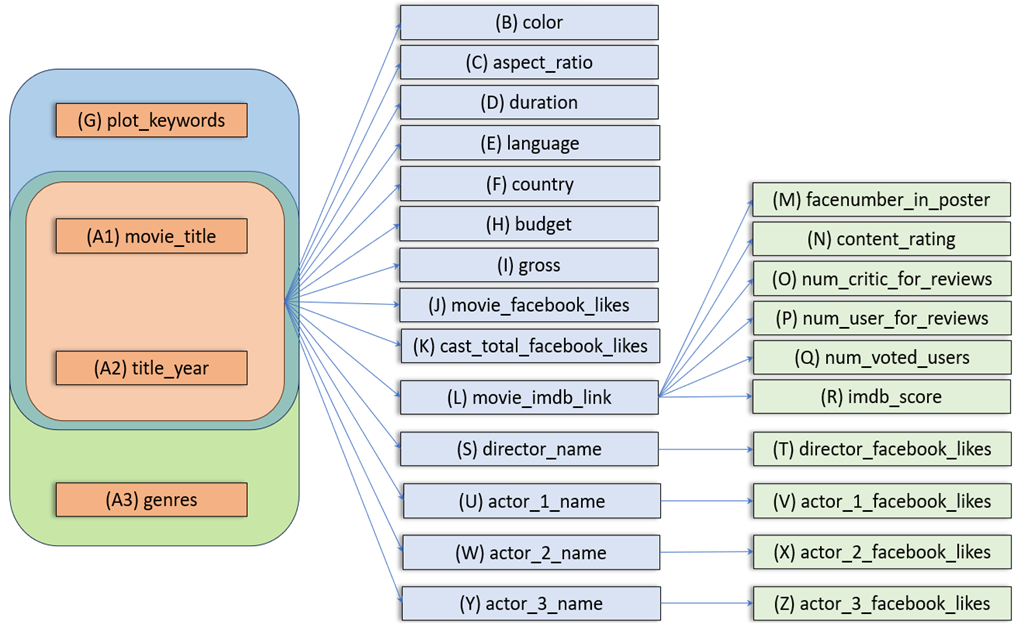 (G) plot_keywords
(A1) movie_title
(A2) title_year
(A3) genres
(B) color
(C) aspect_ratio
(D) duration
(E) language
(F) country
(H) budget
(I) gross
(J) movie_facebook_likes
(K) cast_total_facebook_likes
(L) movie_imdb_link
(S) director_name
(U) actor_1_name
(W) actor_2_name
(Y) actor_3_name
(M) facenumber_in_poster
(N) content_rating
(O) num_critic_for_reviews
(P) num_user_for_reviews
(Q) num_voted_users
(R) imdb_score
(T) director_facebook_likes
(V) actor_1_facebook_likes
(X) actor_2_facebook_likes
(Z) actor_3_facebook_likes